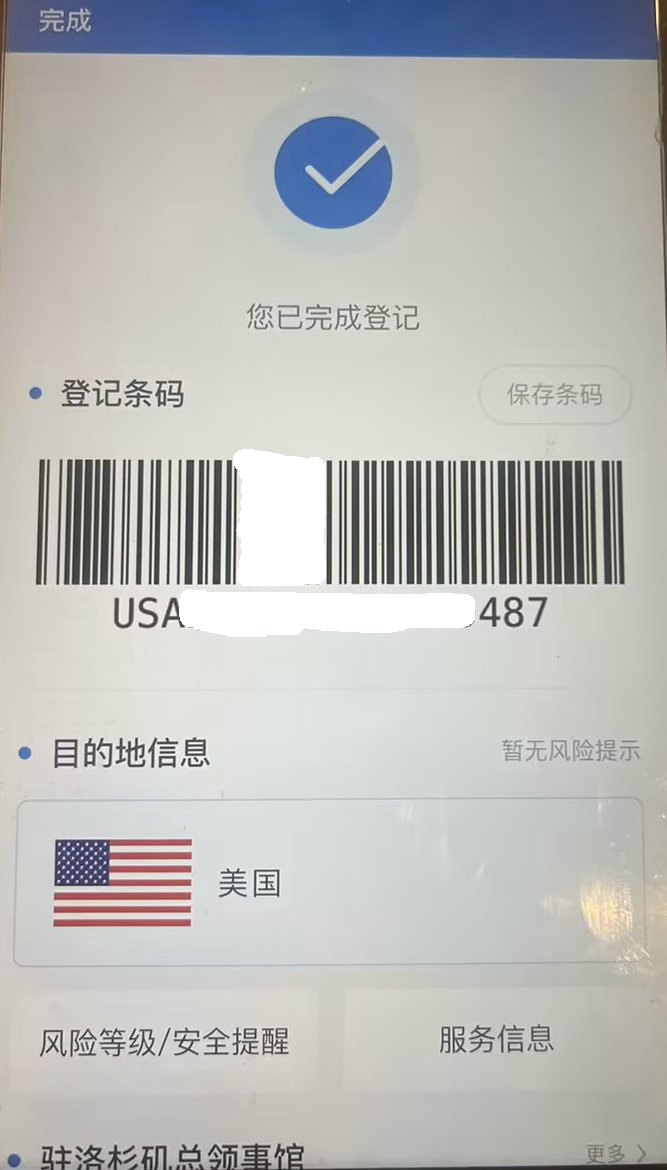 完成
您已完成登记
登记条码
保存条码
USA
487
目的地信息
暂无风险提示
美国
风险等级/安全提醒
服务信息
驻洛杉矶总领事馆
更多